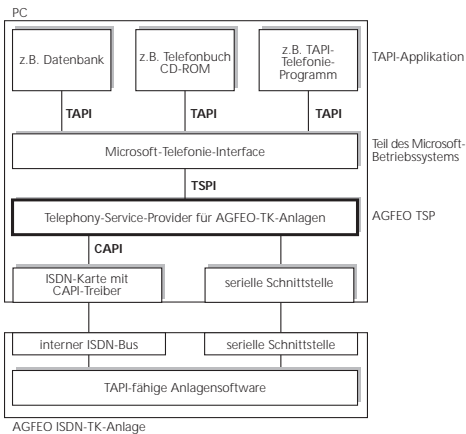 PC
z.B. Datenbank
z.B. Telefonbuch
CD-ROM
z.B. TAPI-
Telefonie-
Programm
TAPI-Applikation
TAPI
TAPI
TAPI
Microsoft-Telefonie-Interface
Teil des Microsoft-
Betriebssystems
TSPI
Telephony-Service-Provider für AGFEO-TK-Anlagen
AGFEO TSP
CAPI
ISDN-Karte mit
CAPI-Treiber
serielle Schnittstelle
interner ISDN-Bus
serielle Schnittstelle
TAPI-fähige Anlagensoftware
AGFEO ISDN-TK-Anlage